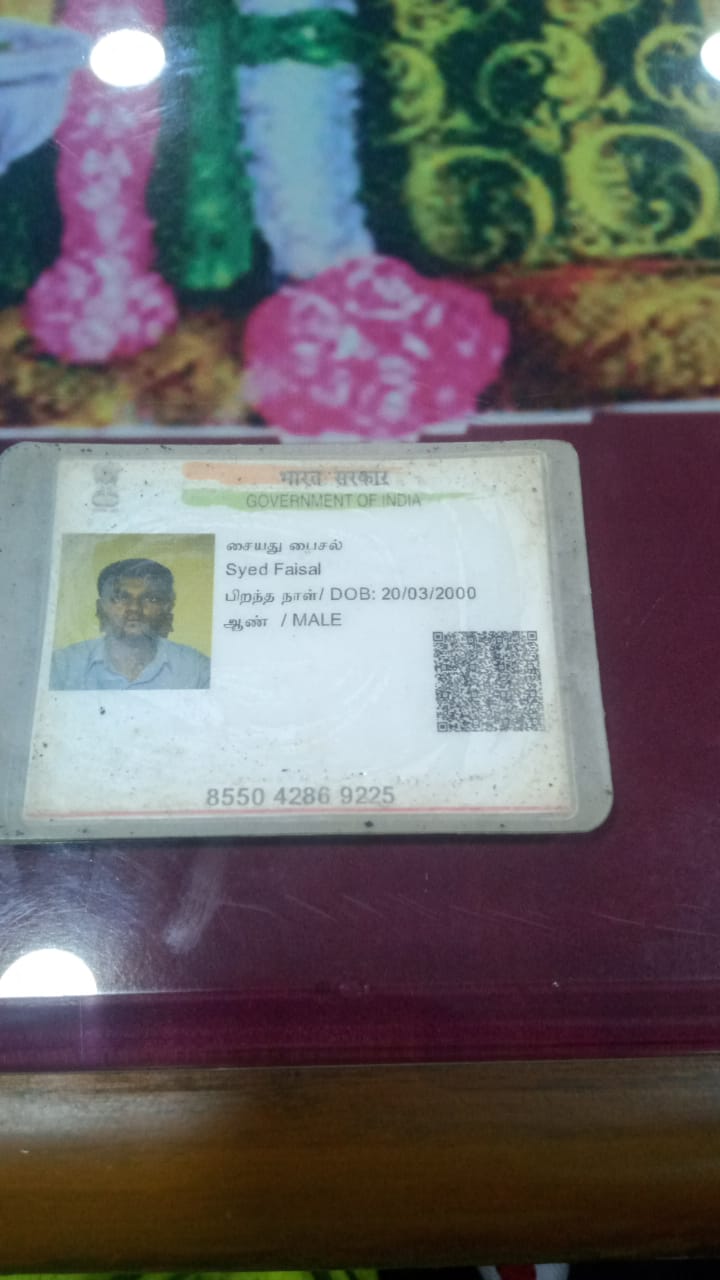 भारत सरकार
GOVERNMENT OF INDIA
சையது பைசல்
Syed Faisal
பிறந்த நாள்/ DOB: 20/03/2000
ஆண் / MALE
8550 4286 9225